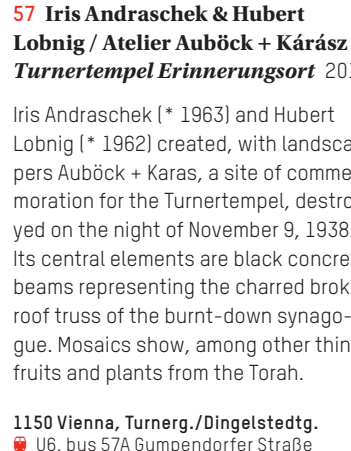 57 Iris Andraschek & Hubert
Lobnig / Atelier Auböck + Kárász
Turnertempel Erinnerungsort
Iris Andraschek (* 1963) and Hubert
Lobnig (* 1962) created, with landsca
pers Auböck + Karas, a site of comme
moration for the Turnertempel, destro
yed on the night of November 9, 1938
Its central elements are black concre
beams representing the charred brok
roof truss of the burnt-down synago-
gue. Mosaics show, among other thin
fruits and plants from the Torah.
1150 Vienna, Turnerg./Dingelstedtg.
U6, bus 57A Gumpendorfer Straße